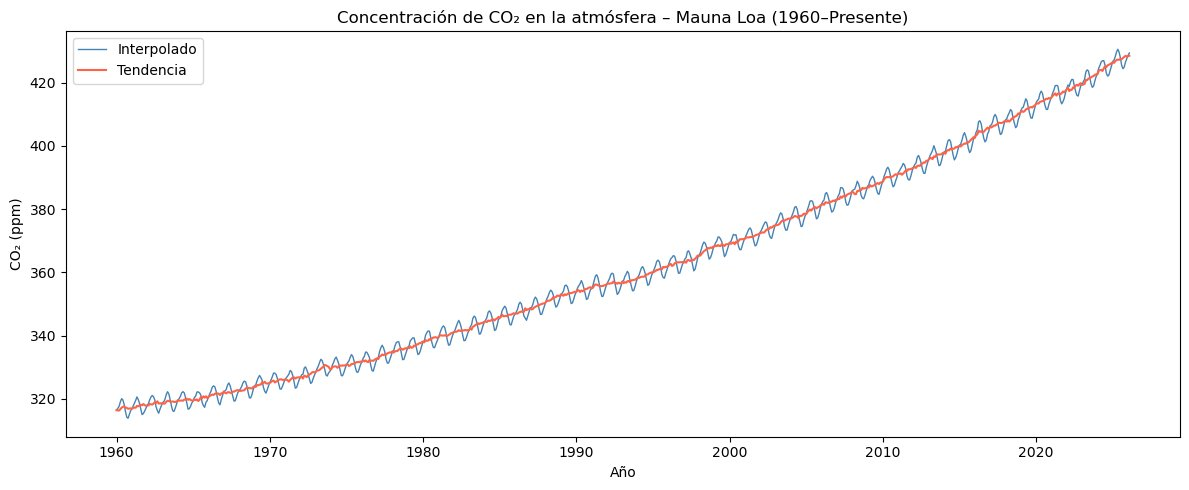 Concentración de CO₂ en la atmósfera – Mauna Loa (1960–Presente)
Interpolado
Tendencia
CO₂ (ppm)
420
400
380
360
340
320
1960 1970 1980 1990 2000 2010 2020
Año